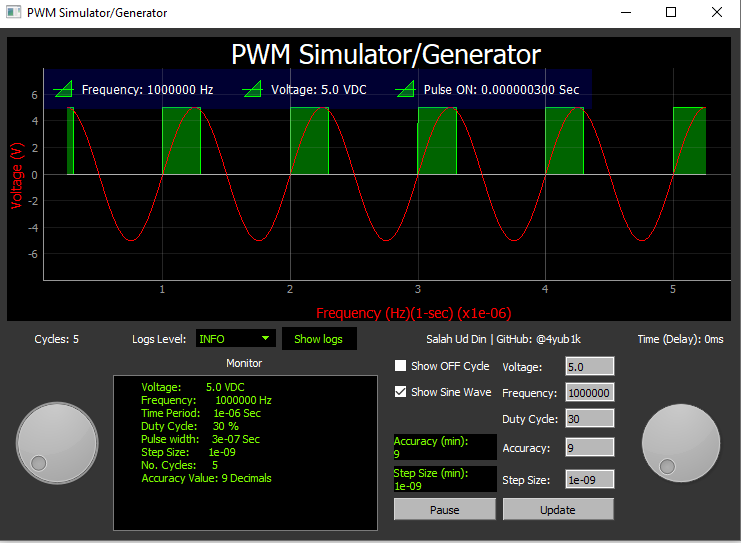 PWM Simulator/Generator
PWM Simulator/Generator
Frequency: 1000000 Hz
Voltage: 5.0 VDC
Pulse ON: 0.000000300 Sec
Voltage (V)
6
4
2
0
-2
-4
-6
1
2
3
4
5
Frequency (Hz)(1-sec) (x1e-06)
Cycles: 5
Logs Level:
INFO
Show logs
Salah Ud Din | GitHub: @4yub1k
Time (Delay): 0ms
Monitor
Voltage: 5.0 VDC
Frequency: 1000000 Hz
Time Period: 1e-06 Sec
Duty Cycle: 30 %
Pulse width: 3e-07 Sec
Step Size: 1e-09
No. Cycles: 5
Accuracy Value: 9 Decimals
Show OFF Cycle
Voltage: 5.0
Show Sine Wave
Frequency: 1000000
Duty Cycle: 30
Accuracy (min):
9
Accuracy: 9
Step Size (min):
1e-09
Step Size: 1e-09
Pause
Update